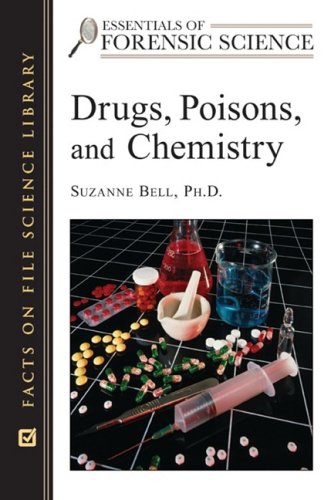 ESSENTIALS OF
FORENSIC SCIENCE
Drugs, Poisons,
and Chemistry
SUZANNE BELL, PH.D.
FACTS ON FILE SCIENCE LIBRARY